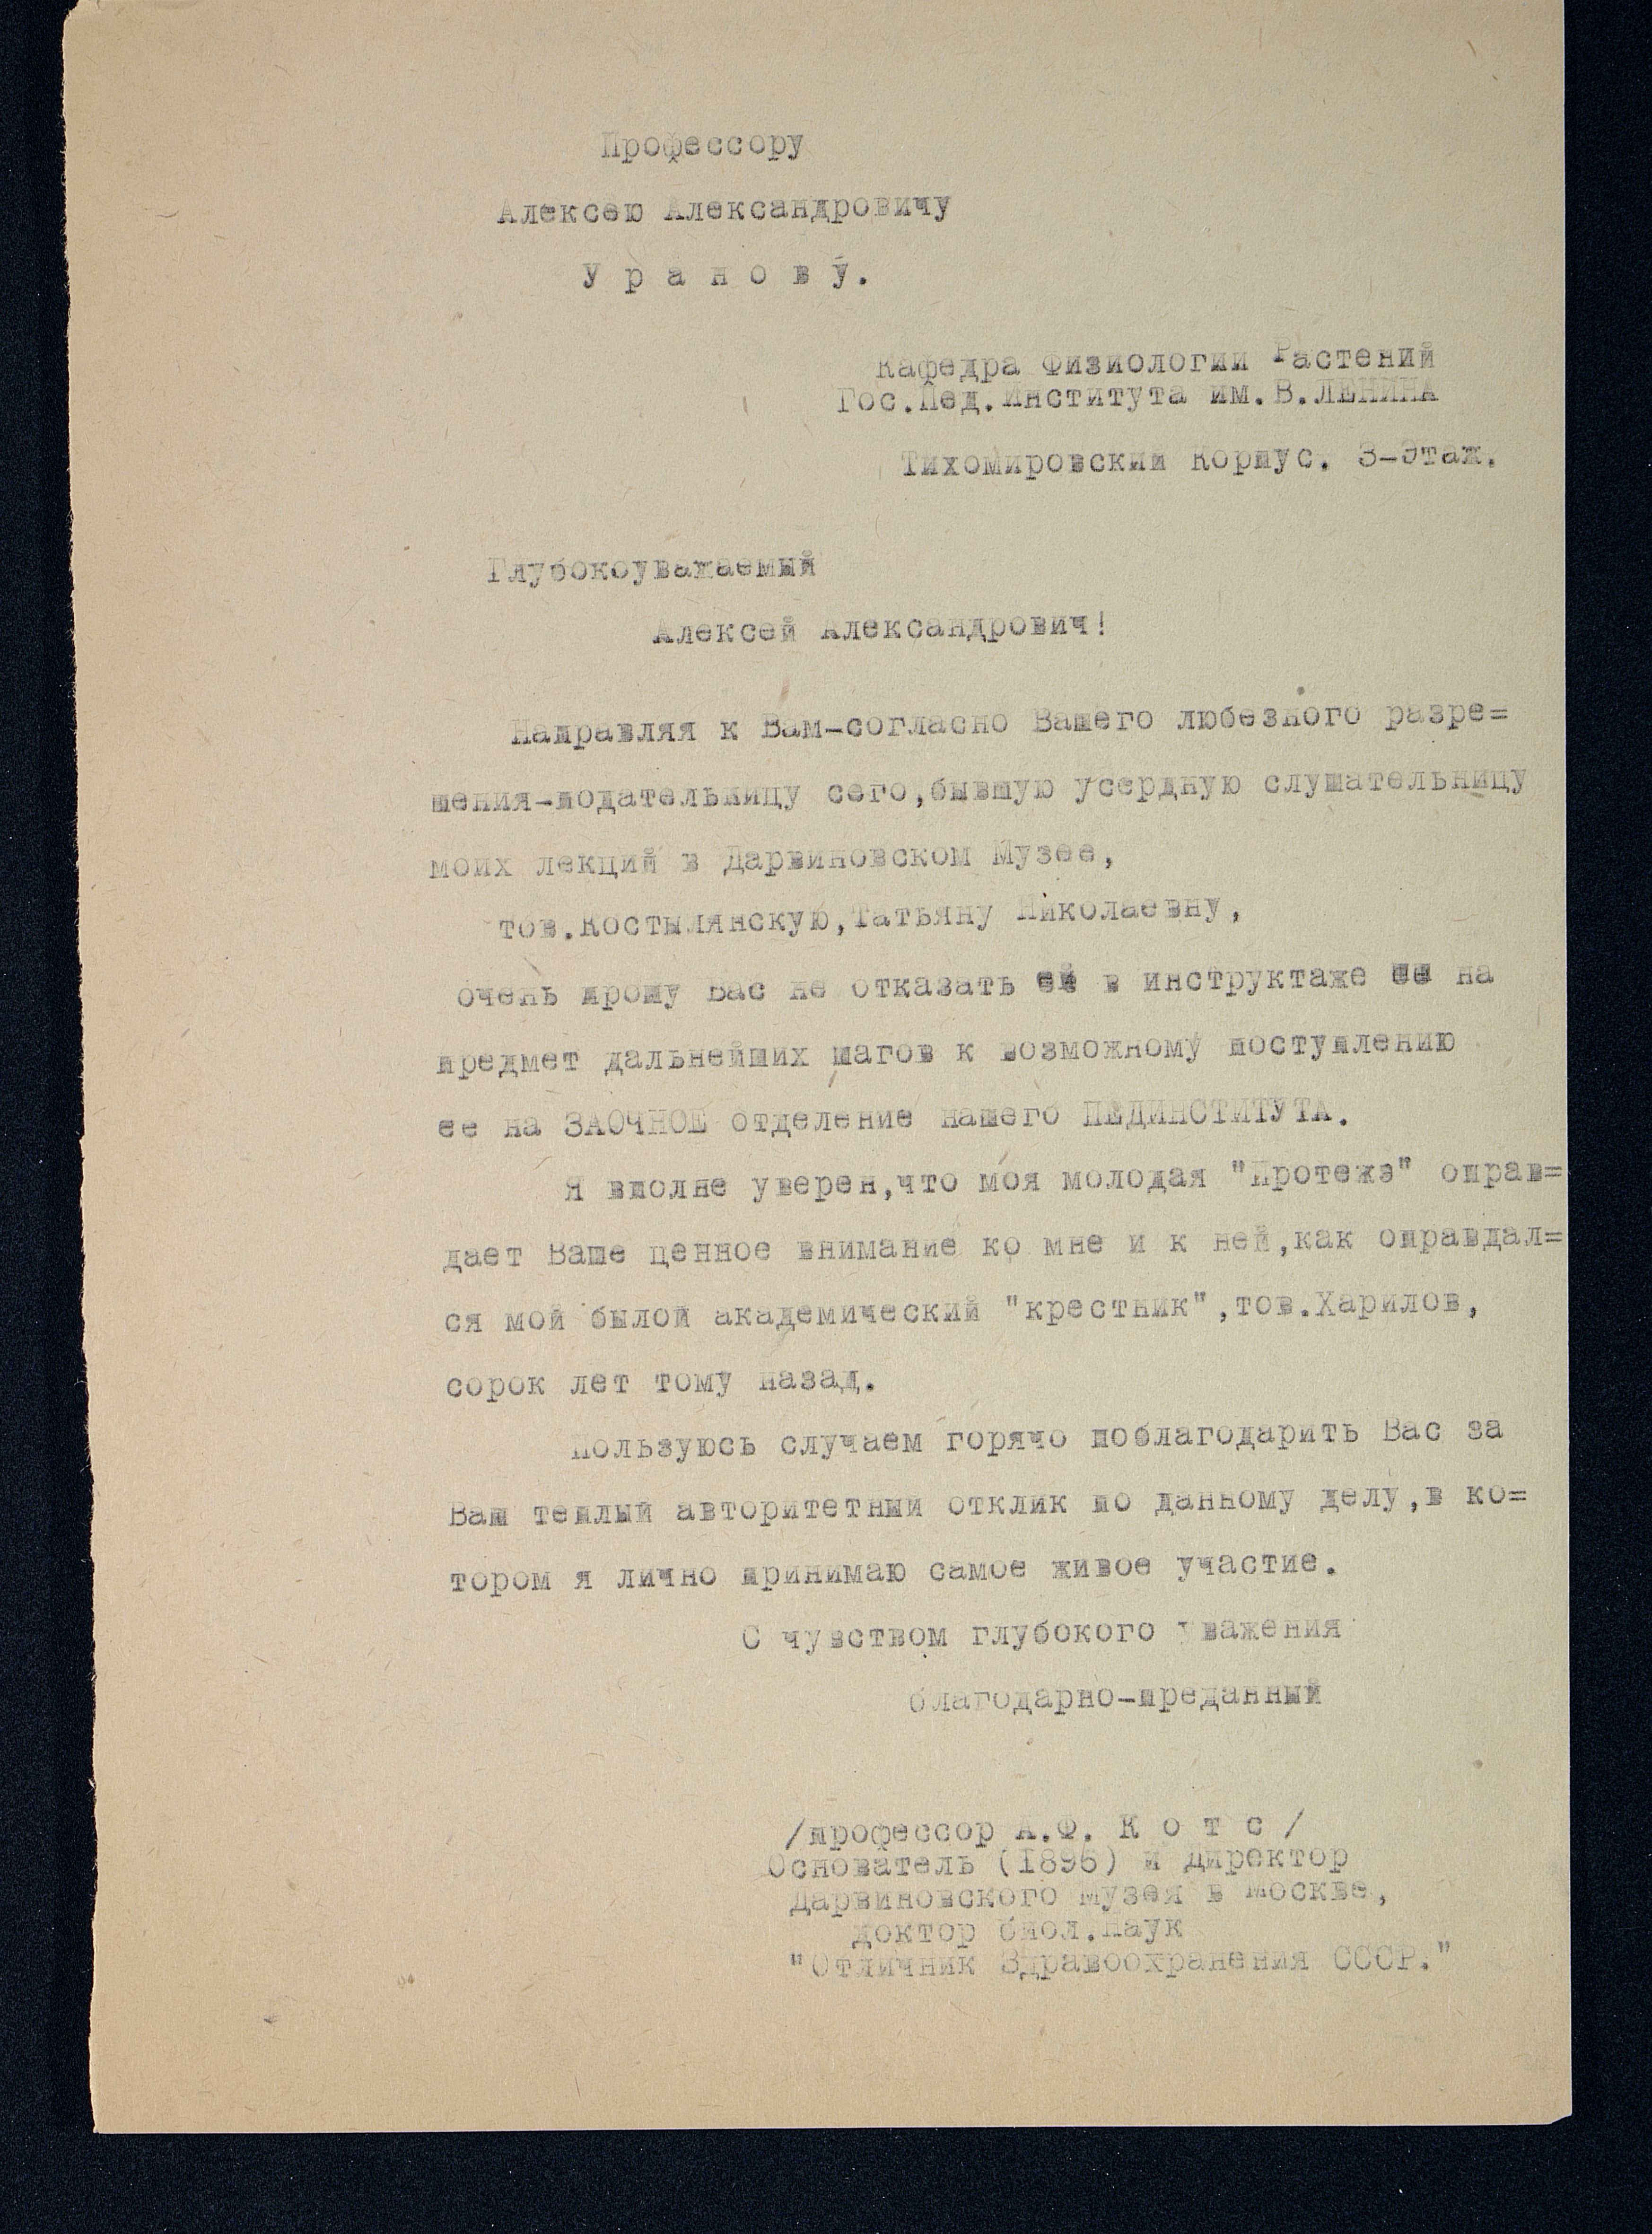 Профессору
Алексею Александровичу
У р а н о в у.
Кафедра Физиологии Растений
Гос.Пед.Института им.В.ЛЕНИНА
Тихомировский Корпус. 3-Этаж.
Глубокоуважаемый
Алексей Александрович!
Направляя к Вам-согласно Вашего любезного разре=
шения-подательницу сего,бывшую усердную слушательницу
моих лекций в Дарвиновском Музее,
тов.Костылянскую,Татьяну Николаевну,
очень прошу Вас не отказать ей в инструктаже на
предмет дальнейших шагов к возможному поступлению
ее на ЗАОЧНОЕ отделение нашего ПЕДИНСТИТУТА.
Я вполне уверен,что моя молодая "Протежэ" оправ=
дает Ваше ценное внимание ко мне и к ней,как оправдал=
ся мой былой академический "крестник",тов.Харилов,
сорок лет тому назад.
Пользуюсь случаем горячо поблагодарить Вас за
Ваш теплый авторитетный отклик по данному делу,в ко=
тором я лично принимаю самое живое участие.
С чувством глубокого уважения
благодарно-преданный
/профессор А.Ф. К о т с /
Основатель (1896) и Директор
Дарвиновского Музея в Москве,
доктор биол.Наук
"Отличник Здравоохранения СССР."